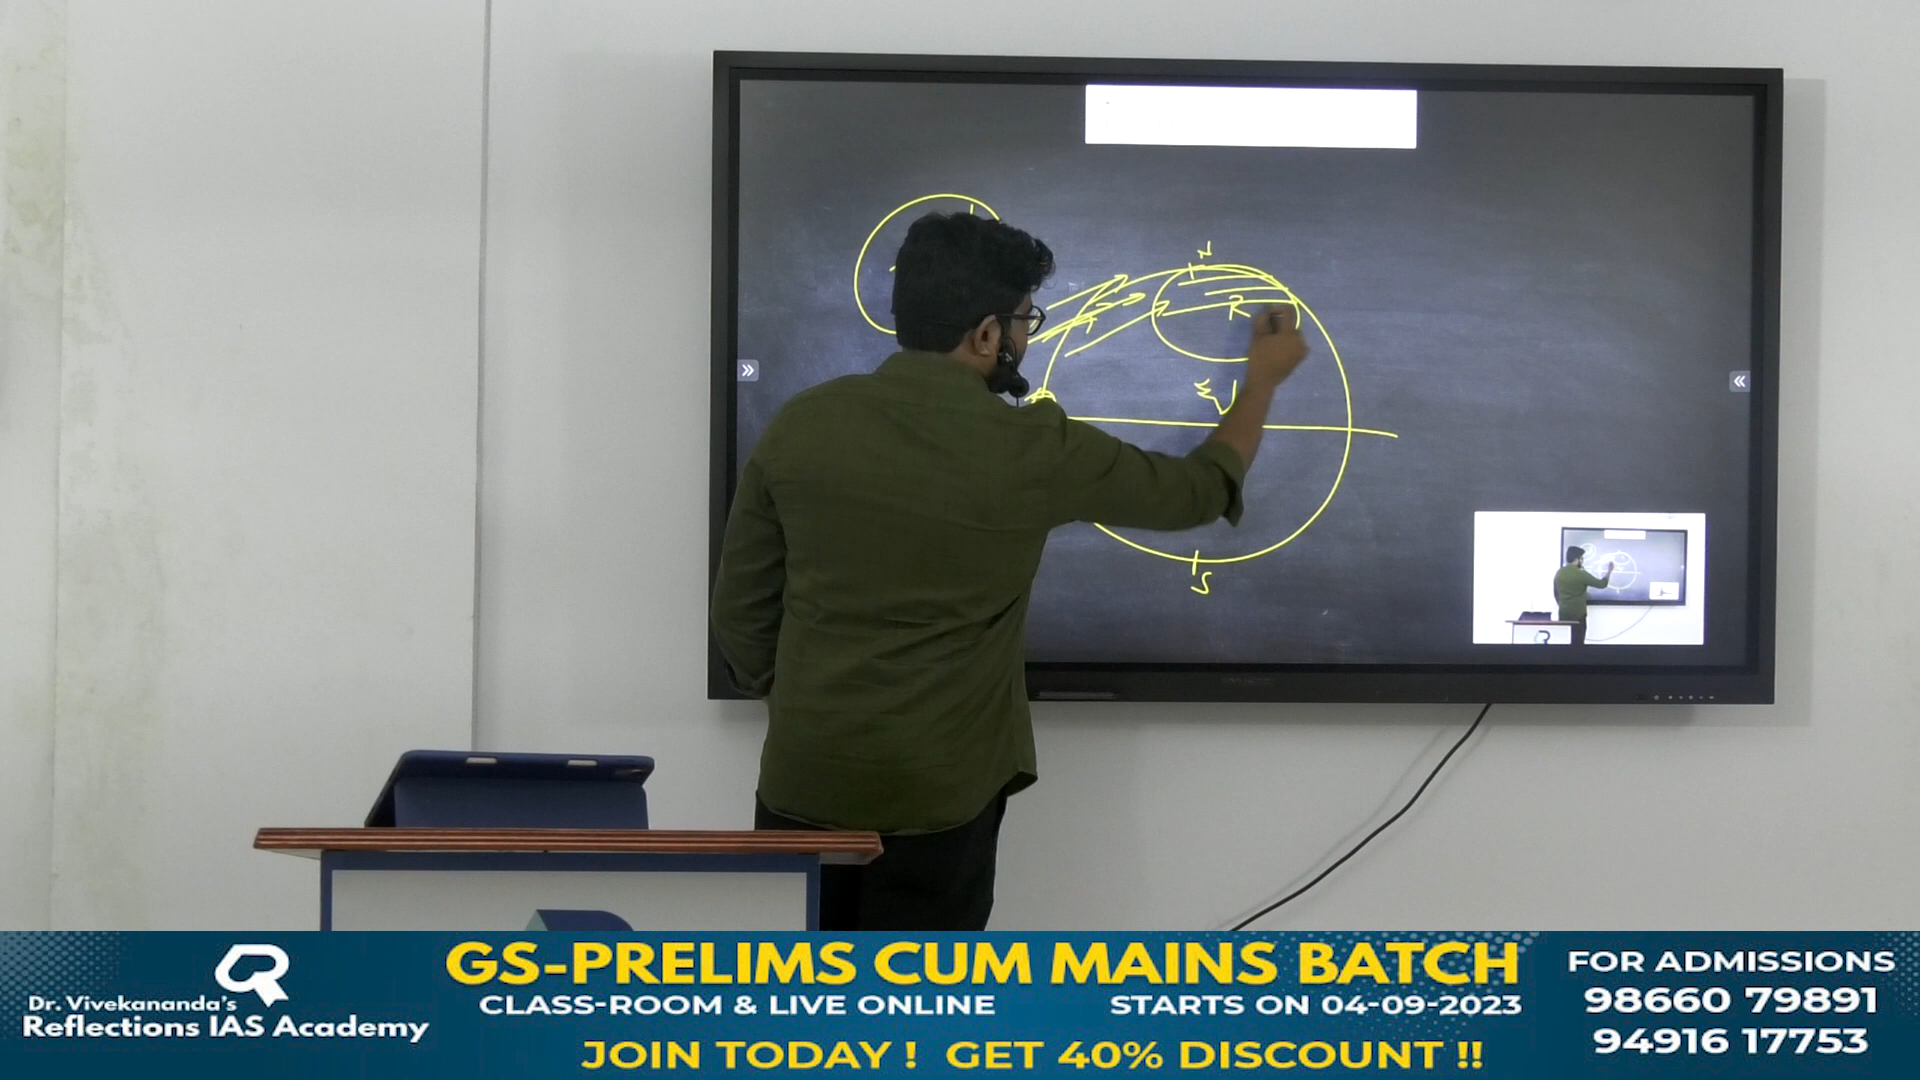 N
R
S
GS-PRELIMS CUM MAINS BATCH
CLASS-ROOM & LIVE ONLINE STARTS ON 04-09-2023
JOIN TODAY ! GET 40% DISCOUNT !!
Dr. Vivekananda's
Reflections IAS Academy
FOR ADMISSIONS
98660 79891
94916 17753